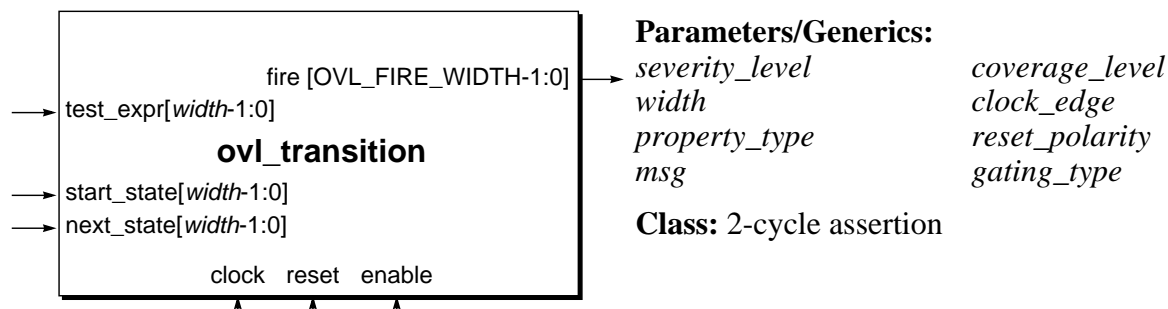 fire [OVL_FIRE_WIDTH-1:0]
test_expr[width-1:0]
ovl_transition
start_state[width-1:0]
next_state[width-1:0]
clock reset enable
Parameters/Generics:
severity_level coverage_level
width clock_edge
property_type reset_polarity
msg gating_type
Class: 2-cycle assertion